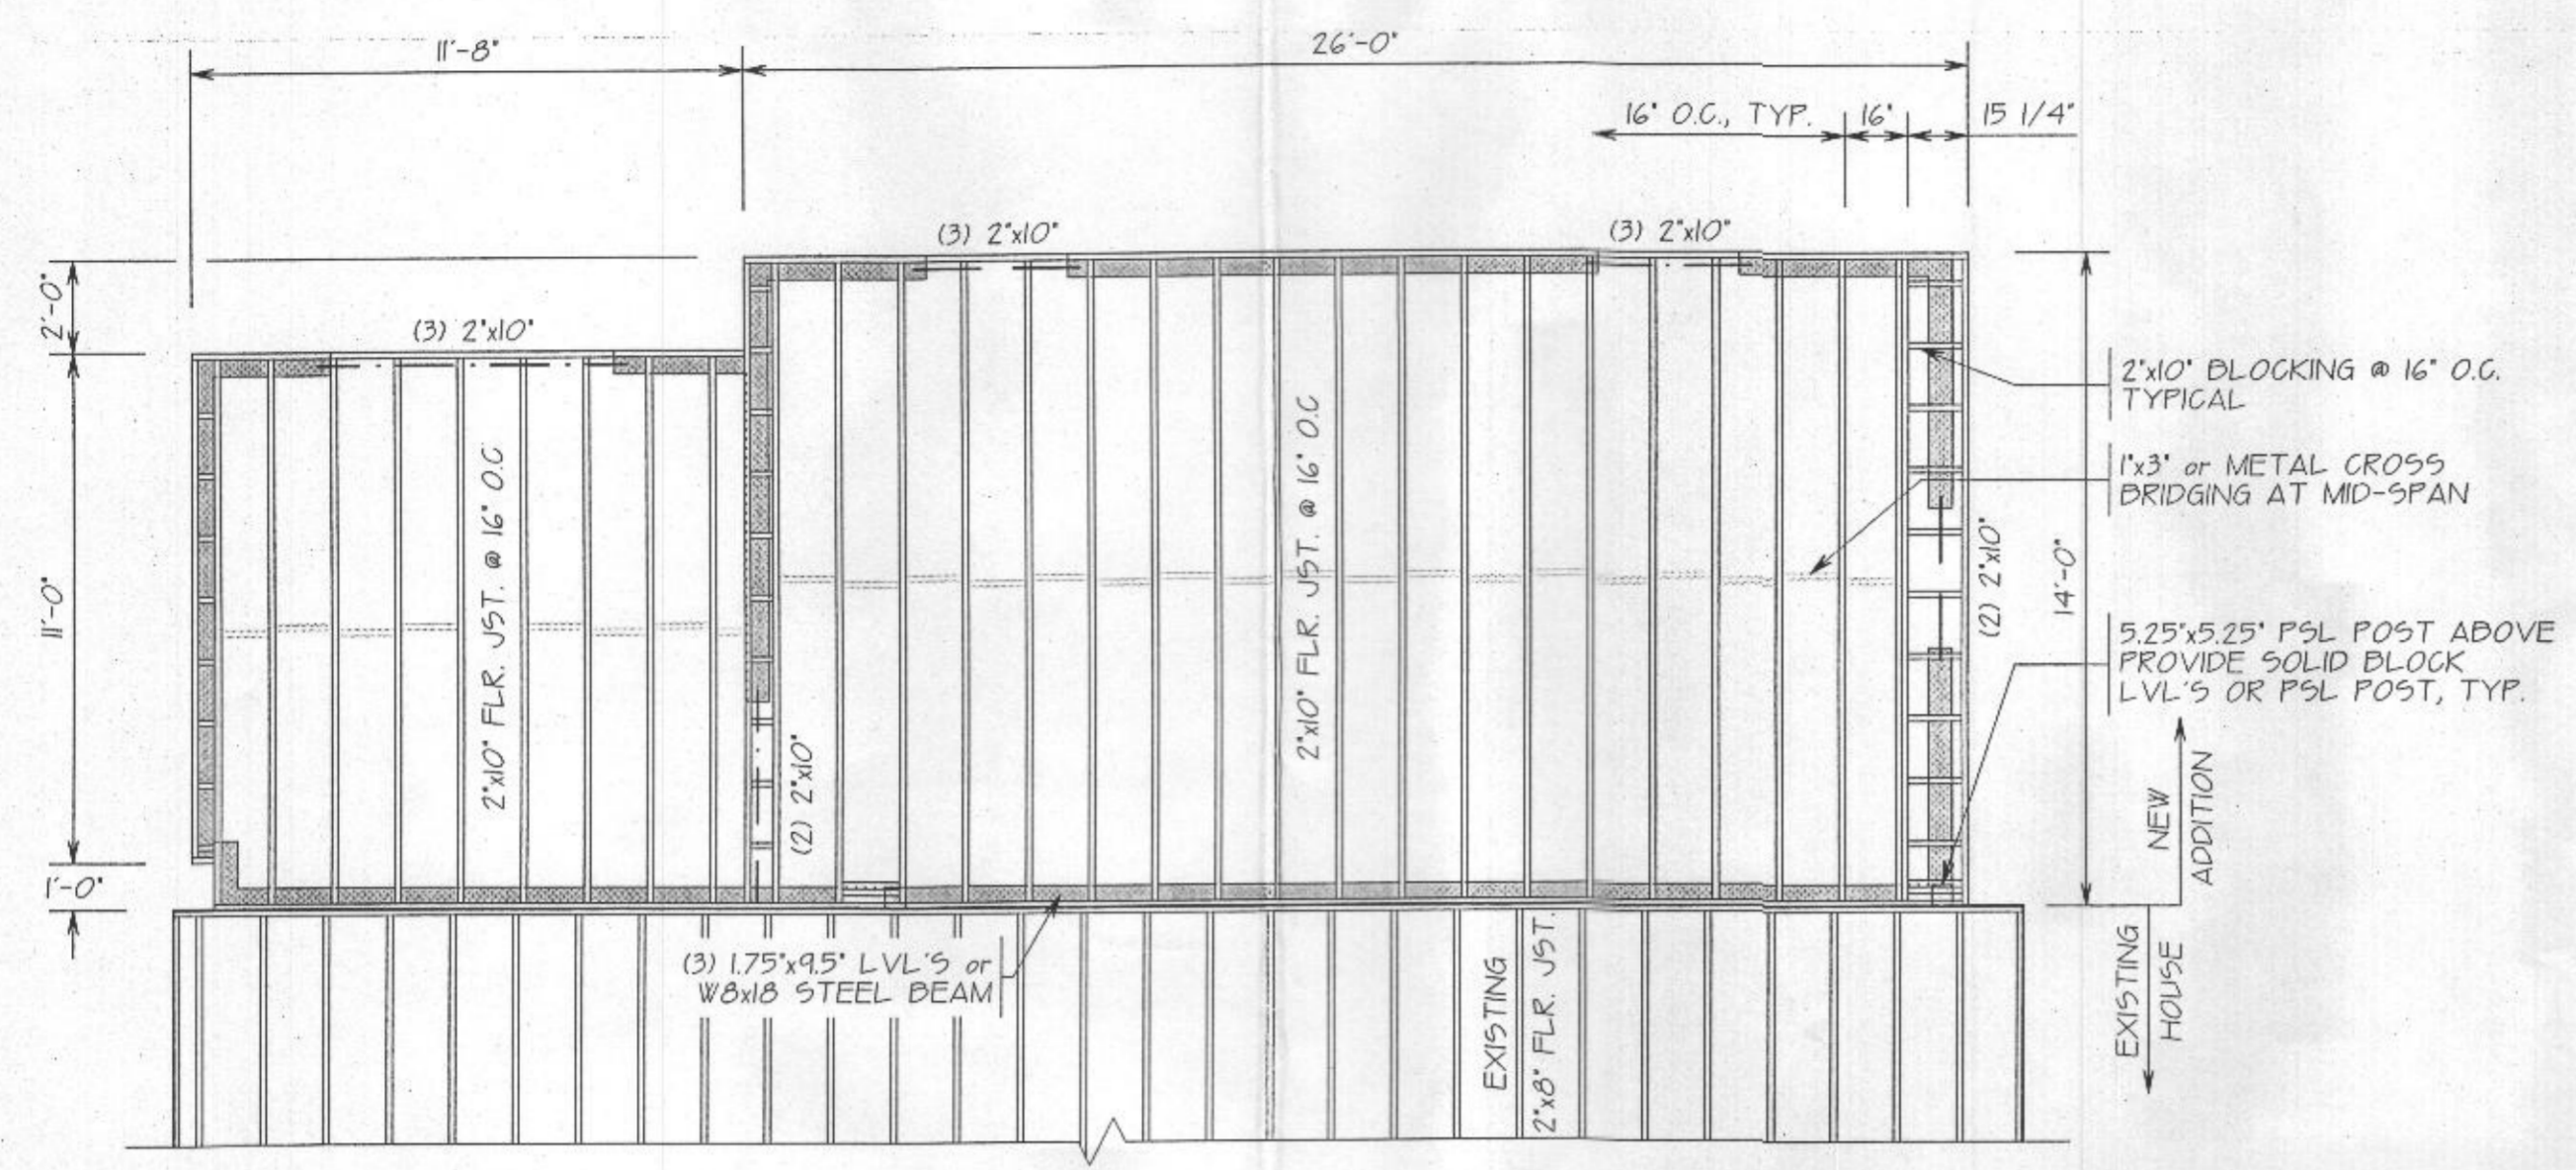 11'-8"
26'-0"
16" O.C., TYP.
16"
15 1/4"
(3) 2"x10"
(3) 2"x10"
2'-0"
(3) 2"x10"
2"x10" BLOCKING @ 16" O.C.
TYPICAL
1"x3" or METAL CROSS
BRIDGING AT MID-SPAN
2"x10" FLR. JST. @ 16" O.C
2"x10" FLR. JST. @ 16" O.C
(2) 2"x10"
14'-0"
11'-0"
5.25"x5.25" PSL POST ABOVE
PROVIDE SOLID BLOCK
LVL'S OR PSL POST, TYP.
(2) 2"x10"
NEW
ADDITION
1'-0"
(3) 1.75"x9.5" LVL'S or
W8x18 STEEL BEAM
EXISTING
2"x8" FLR. JST.
EXISTING
HOUSE